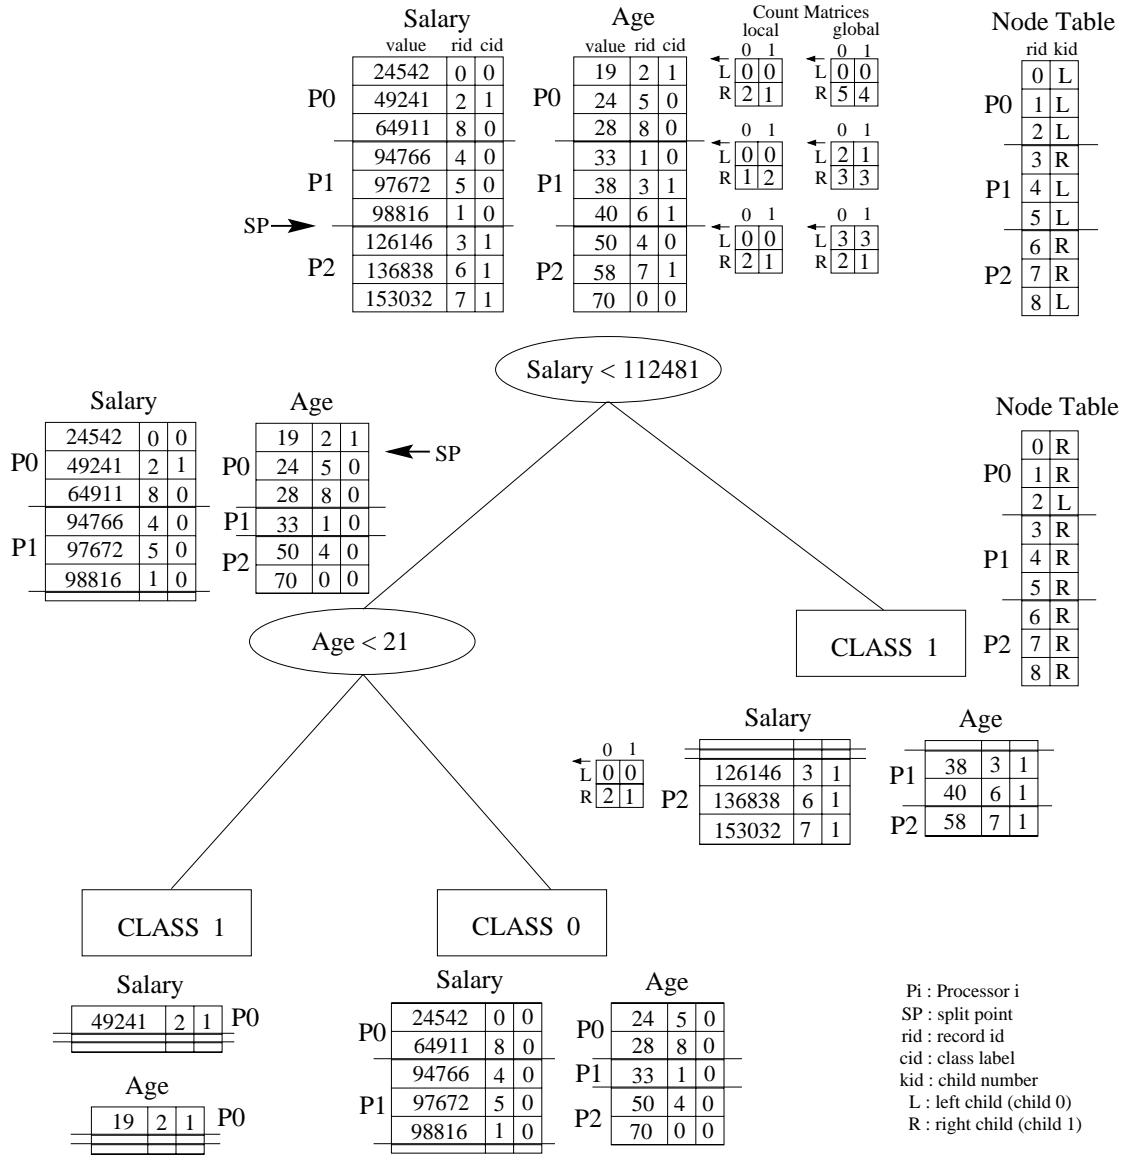 Salary Age Count Matrices Node Table
local global
value rid cid value rid cid 0 1 0 1 rid kid
24542 0 0 19 2 1 L 0 0 L 0 0 0 L
P0 49241 2 1 P0 24 5 0 R 2 1 R 5 4 P0 1 L
64911 8 0 28 8 0 0 1 0 1 2 L
94766 4 0 33 1 0 L 0 0 L 2 1 3 R
P1 97672 5 0 P1 38 3 1 R 1 2 R 3 3 P1 4 L
98816 1 0 40 6 1 0 1 0 1 5 L
SP
126146 3 1 50 4 0 L 0 0 L 3 3 6 R
P2 136838 6 1 P2 58 7 1 R 2 1 R 2 1 P2 7 R
153032 7 1 70 0 0 8 L
Salary < 112481
Salary Age Node Table
24542 0 0 19 2 1 SP 0 R
P0 49241 2 1 P0 24 5 0 P0 1 R
64911 8 0 28 8 0 2 L
94766 4 0 P1 33 1 0 3 R
P1 97672 5 0 P2 50 4 0 P1 4 R
98816 1 0 70 0 0 5 R
6 R
Age < 21 CLASS 1 P2 7 R
8 R
Salary Age
0 1
L 0 0 126146 3 1 P1 38 3 1
R 2 1 P2 136838 6 1 40 6 1
153032 7 1 P2 58 7 1
CLASS 1 CLASS 0
Salary Salary Age
49241 2 1 P0 P0 24542 0 0 P0 24 5 0
64911 8 0 28 8 0
94766 4 0 P1 33 1 0
Age P1 97672 5 0 P2 50 4 0
19 2 1 P0 98816 1 0 70 0 0
Pi : Processor i
SP : split point
rid : record id
cid : class label
kid : child number
L : left child (child 0)
R : right child (child 1)